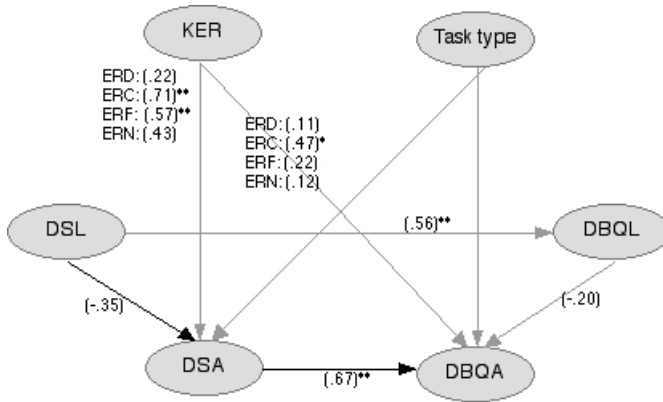 KER
Task type
ERD: (.22)
ERC: (.71)**
ERF: (.57)**
ERN: (.43)
ERD: (.11)
ERC: (.47)*
ERF: (.22)
ERN: (.12)
DSL
(.56)**
DBQL
(-.35)
(-.20)
DSA
(.67)**
DBQA